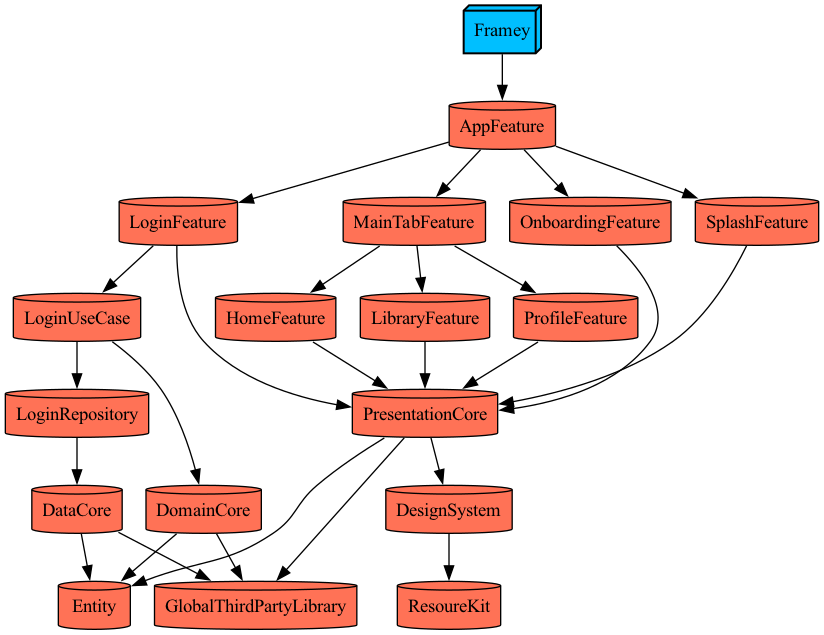 Framey
AppFeature
LoginFeature
MainTabFeature
OnboardingFeature
SplashFeature
LoginUseCase
HomeFeature
LibraryFeature
ProfileFeature
LoginRepository
PresentationCore
DataCore
DomainCore
DesignSystem
Entity
GlobalThirdPartyLibrary
ResoureKit